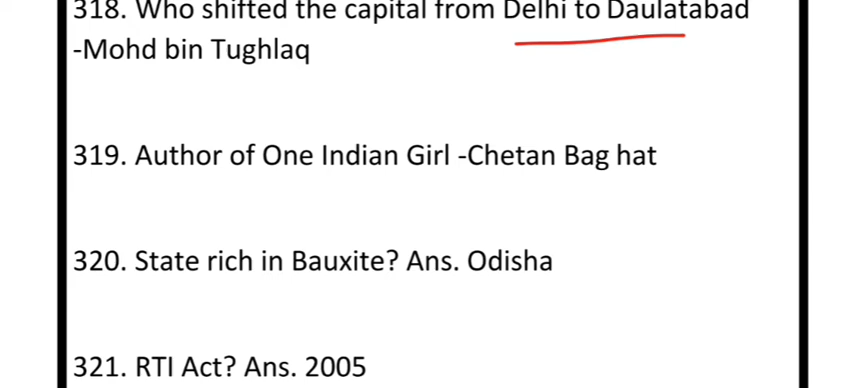 318. Who shifted the capital from Delhi to Daulatabad
-Mohd bin Tughlaq
319. Author of One Indian Girl -Chetan Bag hat
320. State rich in Bauxite? Ans. Odisha
321. RTI Act? Ans. 2005